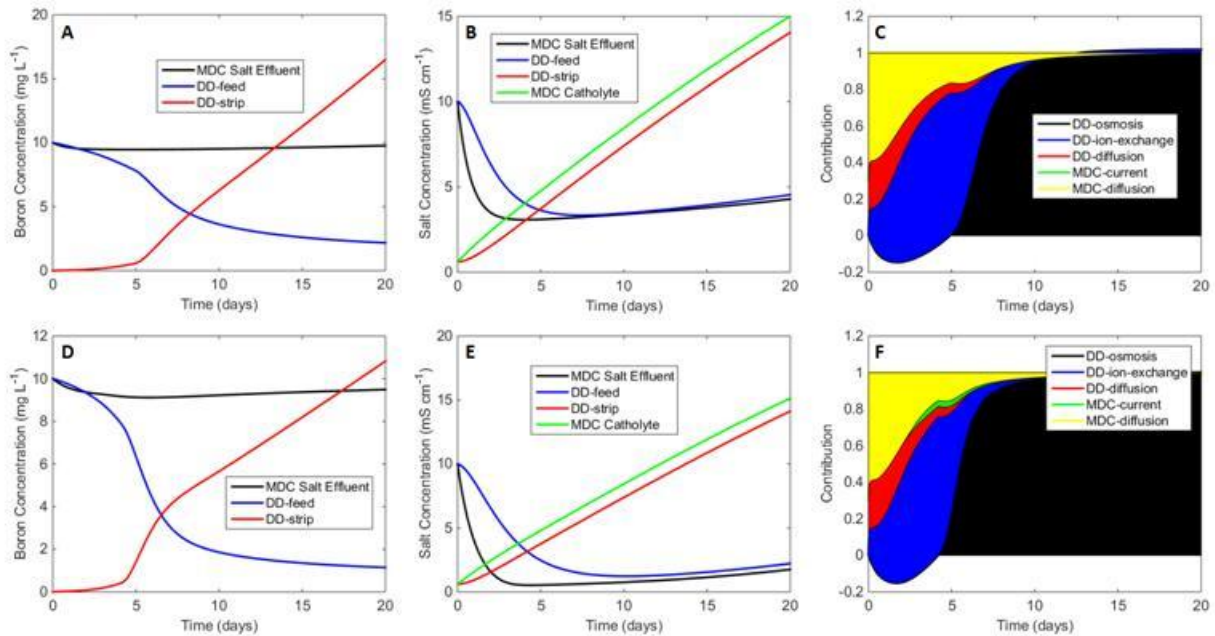 A
Boron Concentration (mg L⁻¹)
20
15
10
5
0
MDC Salt Effluent
DD-feed
DD-strip
0 5 10 15 20
Time (days)
B
Salt Concentration (mS cm⁻¹)
15
10
5
0
MDC Salt Effluent
DD-feed
DD-strip
MDC Catholyte
0 5 10 15 20
Time (days)
C
Contribution
1.2
1
0.8
0.6
0.4
0.2
0
-0.2
DD-osmosis
DD-ion-exchange
DD-diffusion
MDC-current
MDC-diffusion
0 5 10 15 20
Time (days)
D
Boron Concentration (mg L⁻¹)
12
10
8
6
4
2
0
MDC Salt Effluent
DD-feed
DD-strip
0 5 10 15 20
Time (days)
E
Salt Concentration (mS cm⁻¹)
20
15
10
5
0
MDC Salt Effluent
DD-feed
DD-strip
MDC Catholyte
0 5 10 15 20
Time (days)
F
Contribution
1.2
1
0.8
0.6
0.4
0.2
0
-0.2
DD-osmosis
DD-ion-exchange
DD-diffusion
MDC-current
MDC-diffusion
0 5 10 15 20
Time (days)